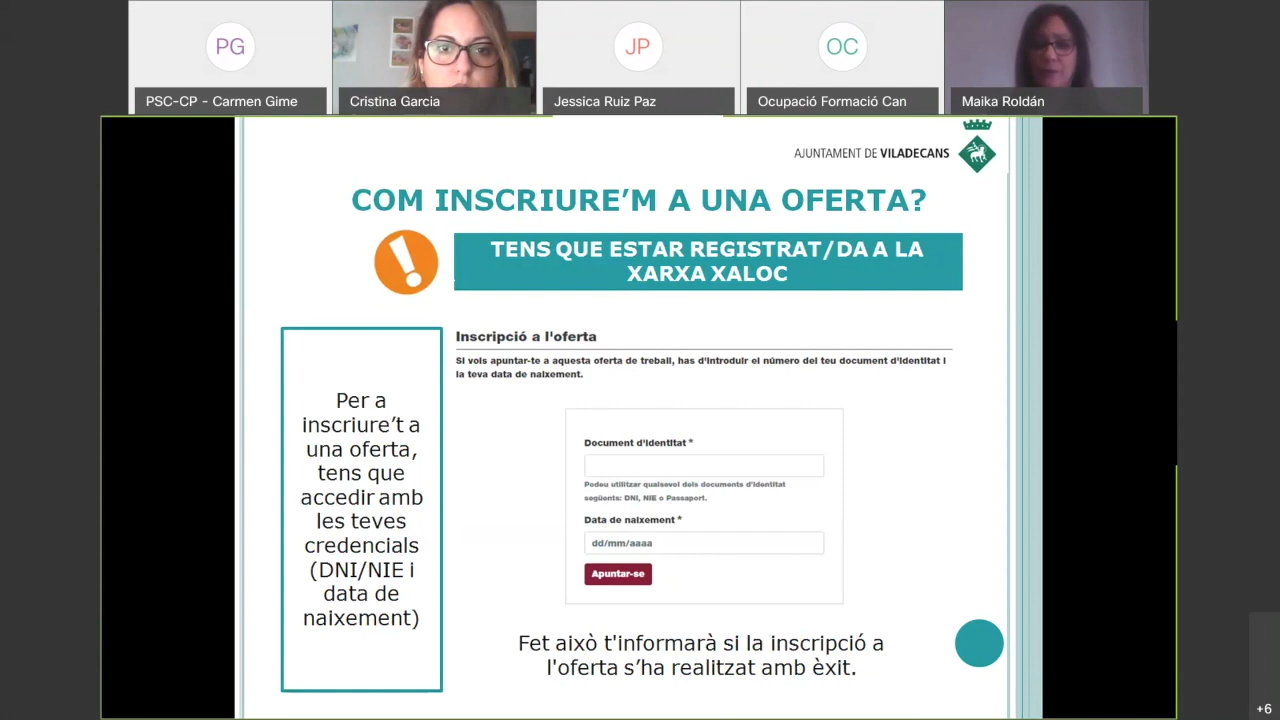 PG
JP
OC
PSC-CP - Carmen Gime
Cristina Garcia
Jessica Ruiz Paz
Ocupació Formació Can
Maika Roldán
AJUNTAMENT DE VILADECANS
COM INSCRIURE’M A UNA OFERTA?
TENS QUE ESTAR REGISTRAT/DA A LA
XARXA XALOC
Per a
inscriure’t a
una oferta,
tens que
accedir amb
les teves
credencials
(DNI/NIE i
data de
naixement)
Inscripció a l'oferta
Si vols apuntar-te a aquesta oferta de treball, has d'introduir el número del teu document d'identitat i
la teva data de naixement.
Document d'identitat *
Podeu utilitzar qualsevol dels documents d'identitat
següents: DNI, NIE o Passaport.
Data de naixement *
dd/mm/aaaa
Apuntar-se
Fet això t'informarà si la inscripció a
l'oferta s’ha realitzat amb èxit.
+6